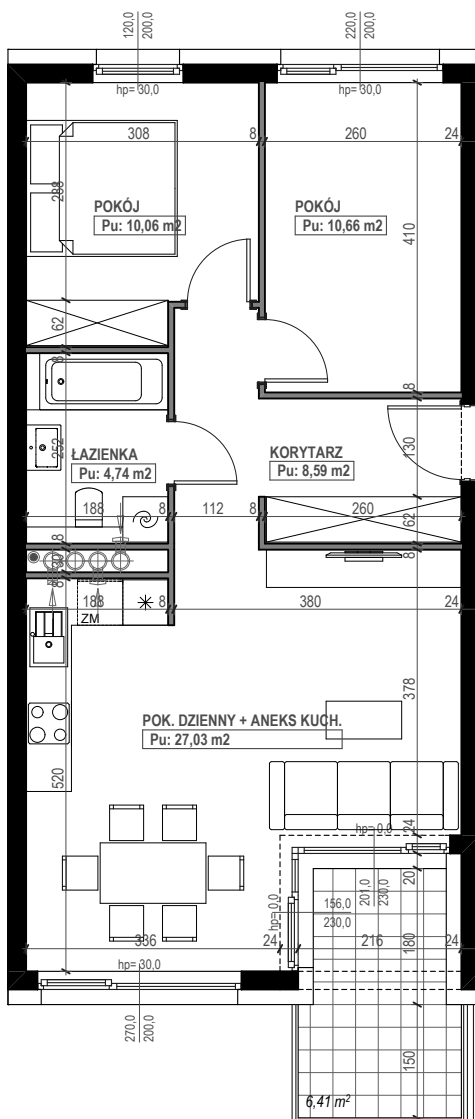 120,0
200,0
220,0
200,0
hp= 30,0
hp= 30,0
308
8
260
24
288
POKÓJ
Pu: 10,06 m2
POKÓJ
Pu: 10,66 m2
410
62
8
8
252
ŁAZIENKA
Pu: 4,74 m2
KORYTARZ
Pu: 8,59 m2
130
188
8
112
8
260
62
8
8
30
8
188
8
380
24
ZM
378
POK. DZIENNY + ANEKS KUCH.
Pu: 27,03 m2
520
hp= 0,0
24
20
156,0
230,0
201,0
230,0
hp= 0,0
336
24
216
24
180
hp= 30,0
270,0
200,0
150
6,41 m²